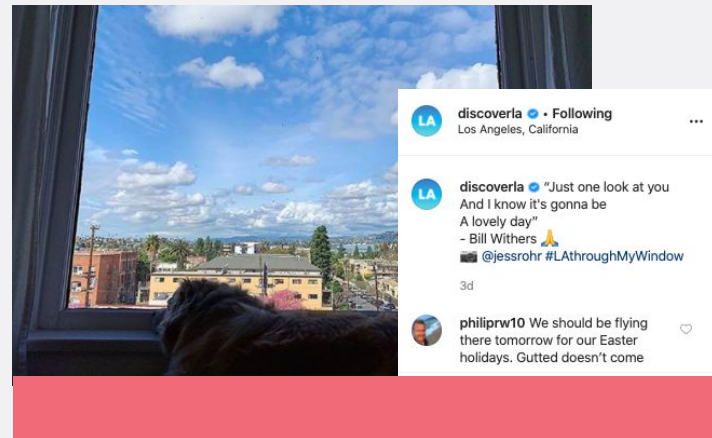 LA
discoverla • Following
Los Angeles, California
LA
discoverla "Just one look at you
And I know it's gonna be
A lovely day"
- Bill Withers 🙏
📷 @jessrohr #LAthroughMyWindow
3d
philiprw10 We should be flying
there tomorrow for our Easter
holidays. Gutted doesn't come